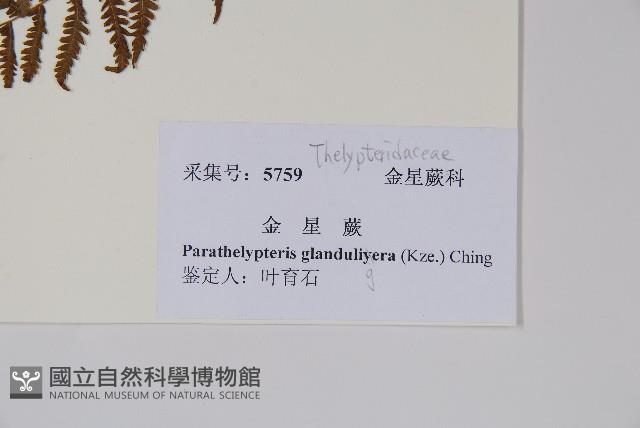 Thelypteridaceae
采集号：5759 金星蕨科
金 星 蕨
Parathelypteris glanduliyera (Kze.) Ching
鉴定人：叶育石 g
國立自然科學博物館
NATIONAL MUSEUM OF NATURAL SCIENCE